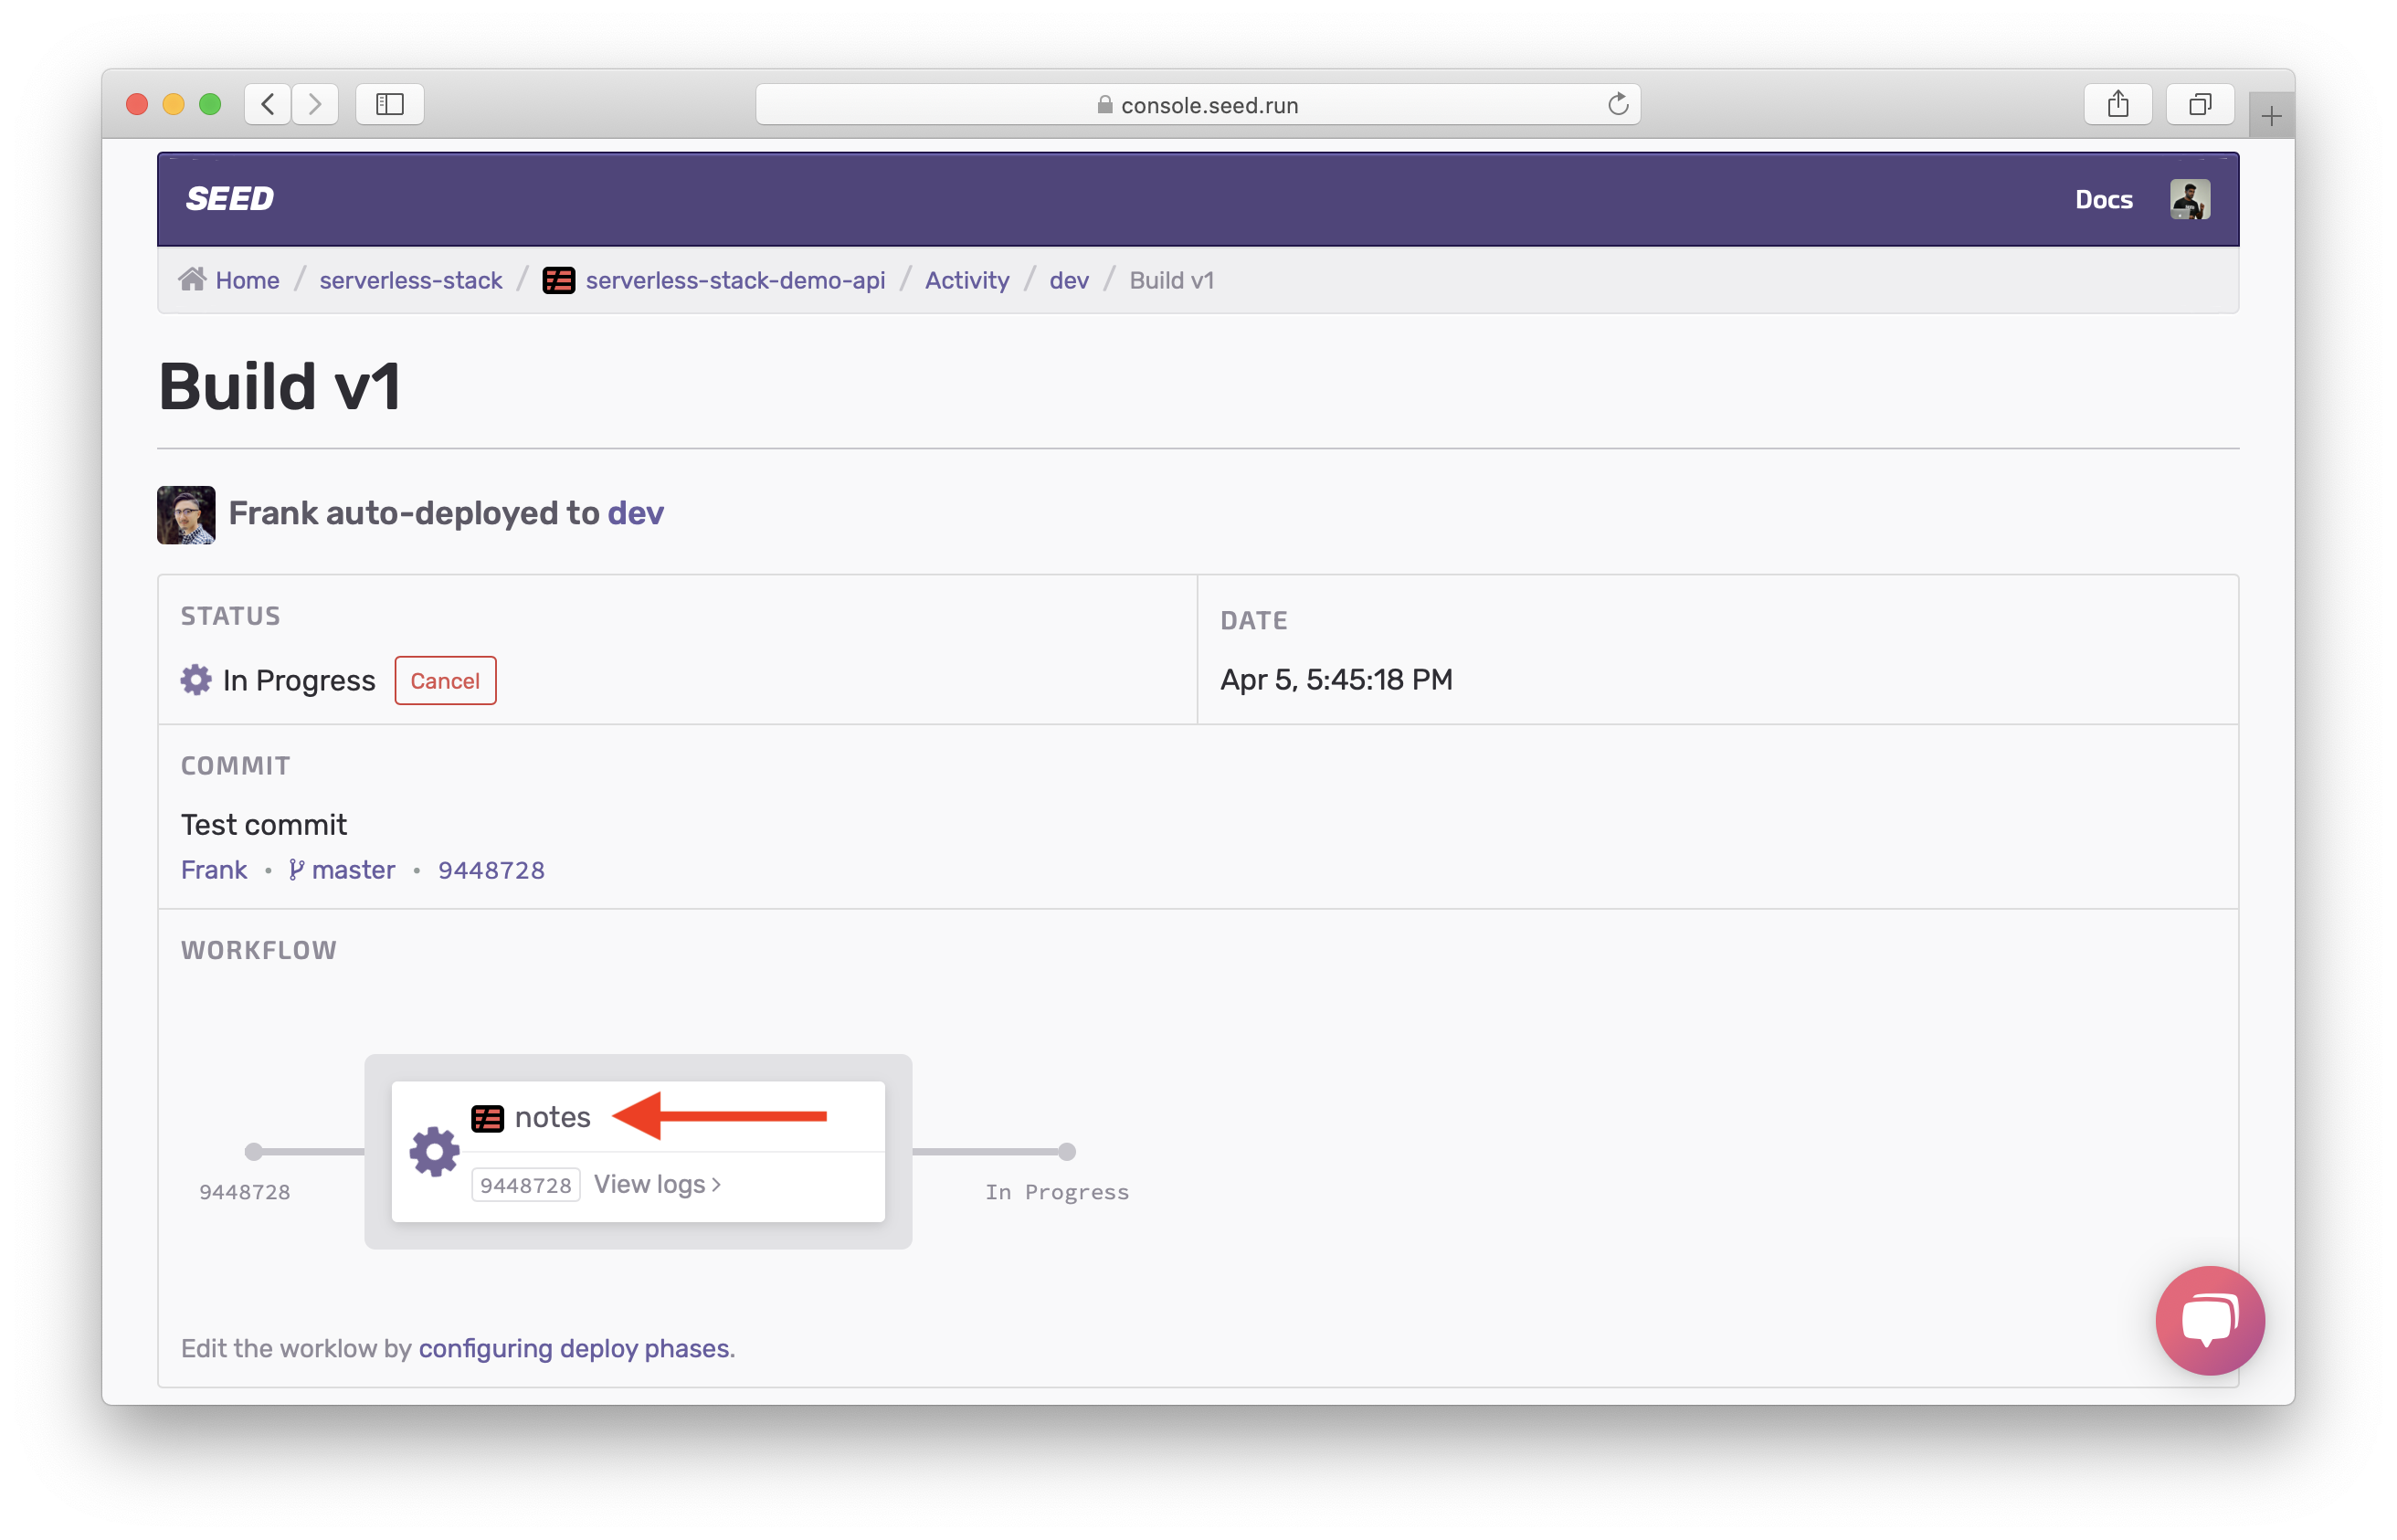 console.seed.run
SEED
Docs
Home / serverless-stack / serverless-stack-demo-api / Activity / dev / Build v1
Build v1
Frank auto-deployed to dev
STATUS
In Progress Cancel
DATE
Apr 5, 5:45:18 PM
COMMIT
Test commit
Frank • master • 9448728
WORKFLOW
notes
9448728 View logs >
9448728
In Progress
Edit the worklow by configuring deploy phases.